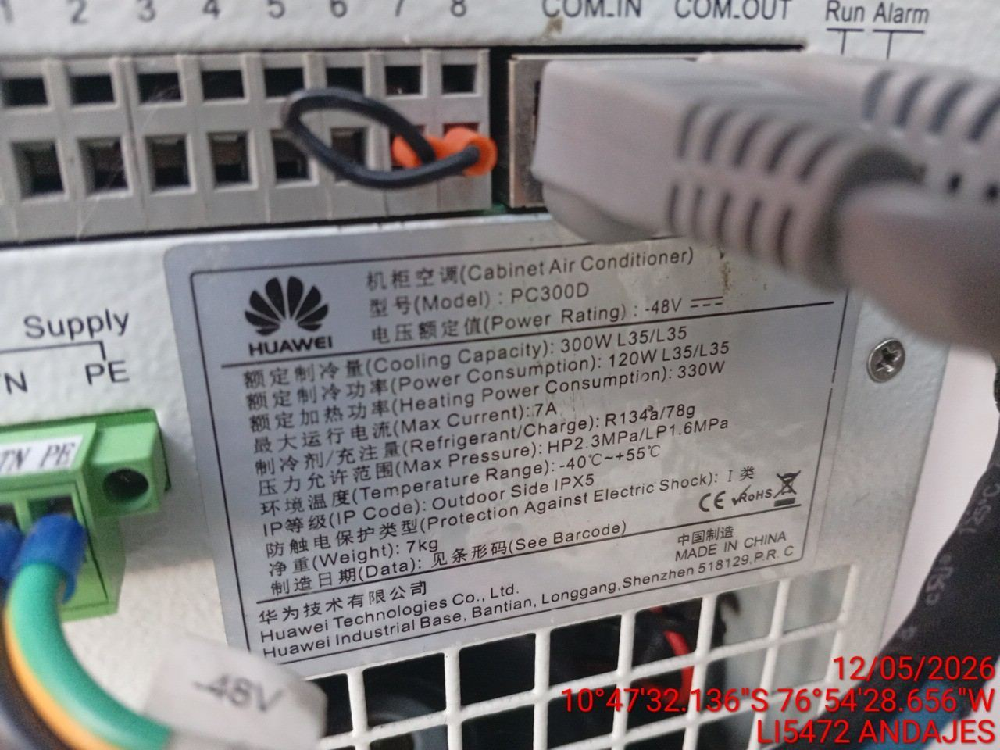 1 2 3 4 5 6 7 8 COM_IN COM_OUT Run Alarm
Supply
PE
PE
-48V
HUAWEI
机柜空调(Cabinet Air Conditioner)
型号(Model) : PC300D
电压额定值(Power Rating) : -48V
额定制冷量(Cooling Capacity): 300W L35/L35
额定制冷功率(Power Consumption): 120W L35/L35
额定加热功率(Heating Power Consumption): 330W
最大运行电流(Max Current): 7A
制冷剂/充注量(Refrigerant/Charge): R134a/78g
压力允许范围(Max Pressure): HP2.3MPa/LP1.6MPa
环境温度(Temperature Range): -40℃~+55℃
IP等级(IP Code): Outdoor Side IPX5
防触电保护类型(Protection Against Electric Shock): I 类
净重(Weight): 7kg
制造日期(Data): 见条形码(See Barcode)
CE RoHS
中国制造
MADE IN CHINA
华为技术有限公司
Huawei Technologies Co., Ltd.
Huawei Industrial Base, Bantian, Longgang,Shenzhen 518129,P.R. C
12/05/2026
10°47'32.136"S 76°54'28.656"W
LI5472 ANDAJES